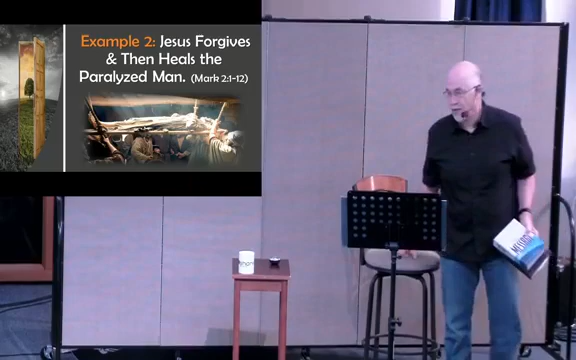 Example 2: Jesus Forgives
& Then Heals the
Paralyzed Man. (Mark 2:1-12)